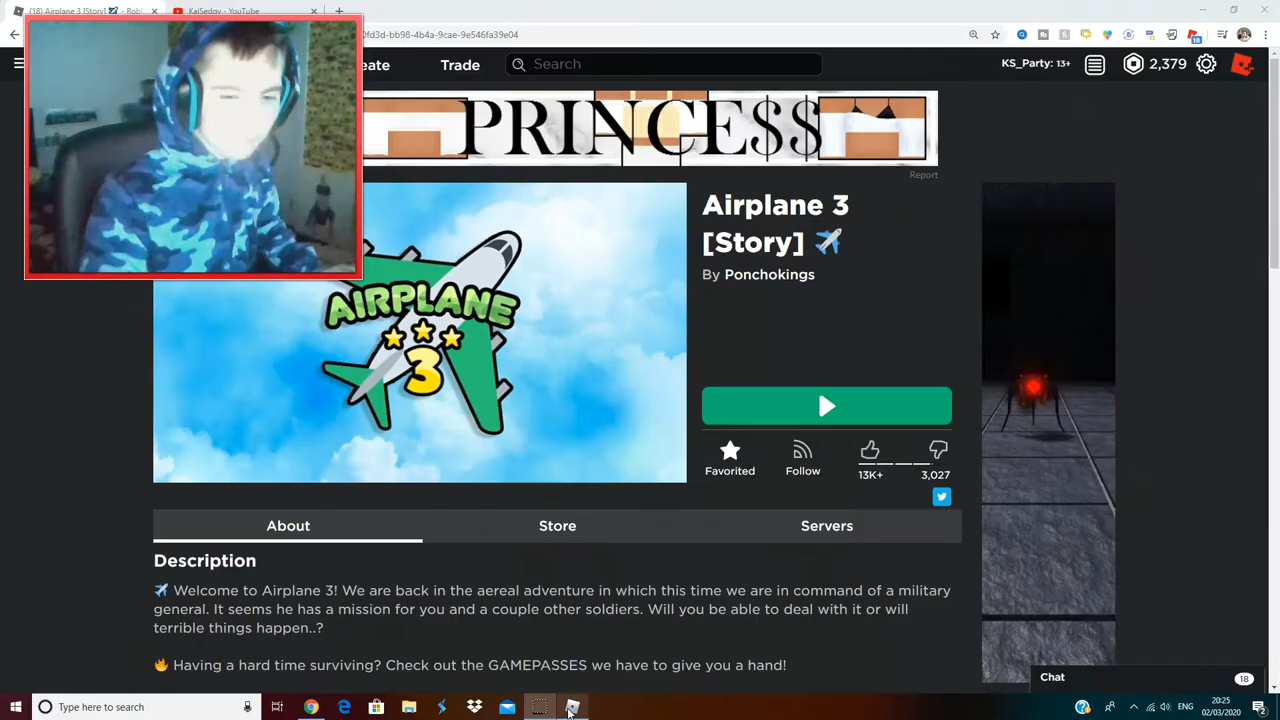 (18) Airplane 3 [Story] ✈️ - Robl
KaiSedgy - YouTube
0fd3d-bb98-4b4a-9cae-9e546fa39e04
eate
Trade
Search
KS_Party: 13+
2,379
PRINCE$$
Report
AIRPLANE
3
Airplane 3
[Story] ✈️
By Ponchokings
Favorited
Follow
13K+
3,027
About
Store
Servers
Description
✈️ Welcome to Airplane 3! We are back in the aereal adventure in which this time we are in command of a military
general. It seems he has a mission for you and a couple other soldiers. Will you be able to deal with it or will
terrible things happen..?
🔥 Having a hard time surviving? Check out the GAMEPASSES we have to give you a hand!
Chat
18
Type here to search
ENG
20:25
02/03/2020
2